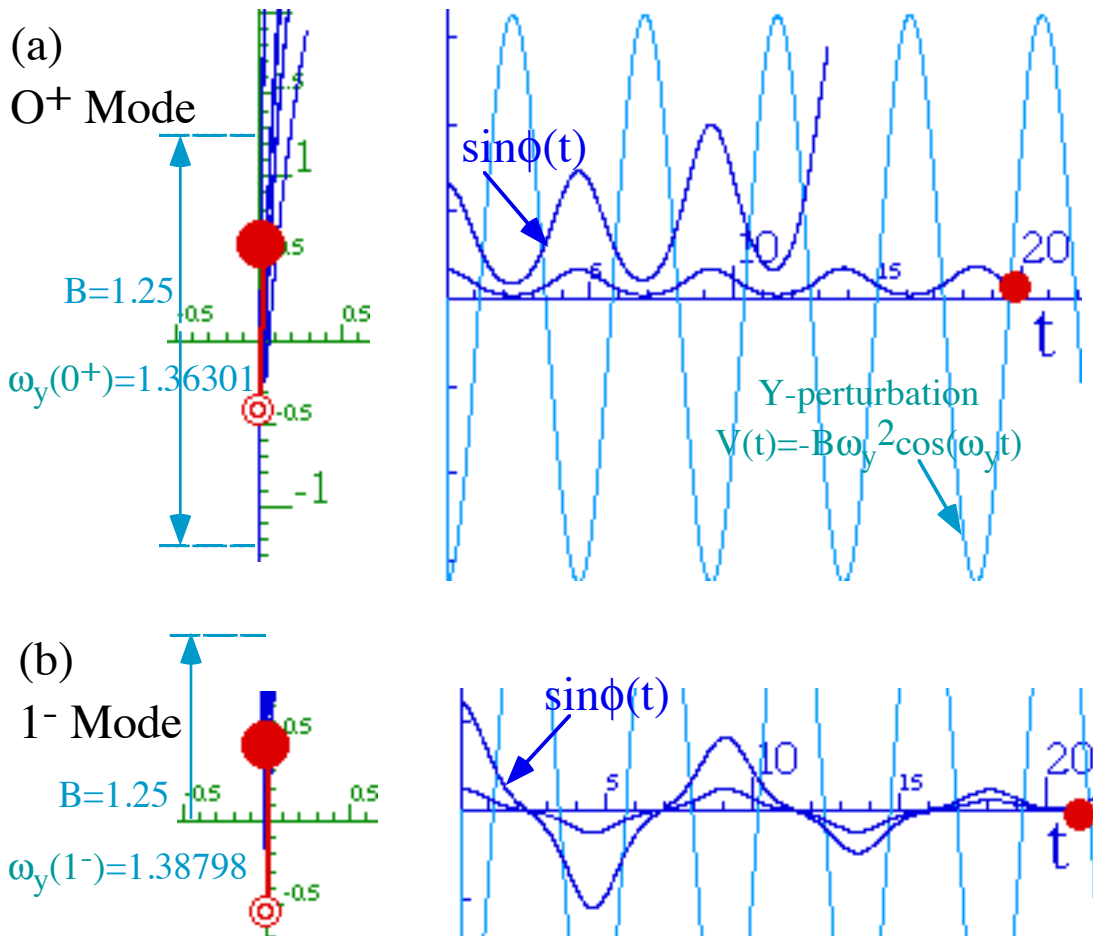 (a)
O+ Mode
B=1.25
ωy(0+)=1.36301
1
.5
-0.5
0.5
-0.5
-1
sinϕ(t)
5
10
15
20
t
Y-perturbation
V(t)=-Bωy2cos(ωyt)
(b)
1- Mode
B=1.25
ωy(1-)=1.38798
0.5
-0.5
0.5
-0.5
sinϕ(t)
5
10
15
20
t